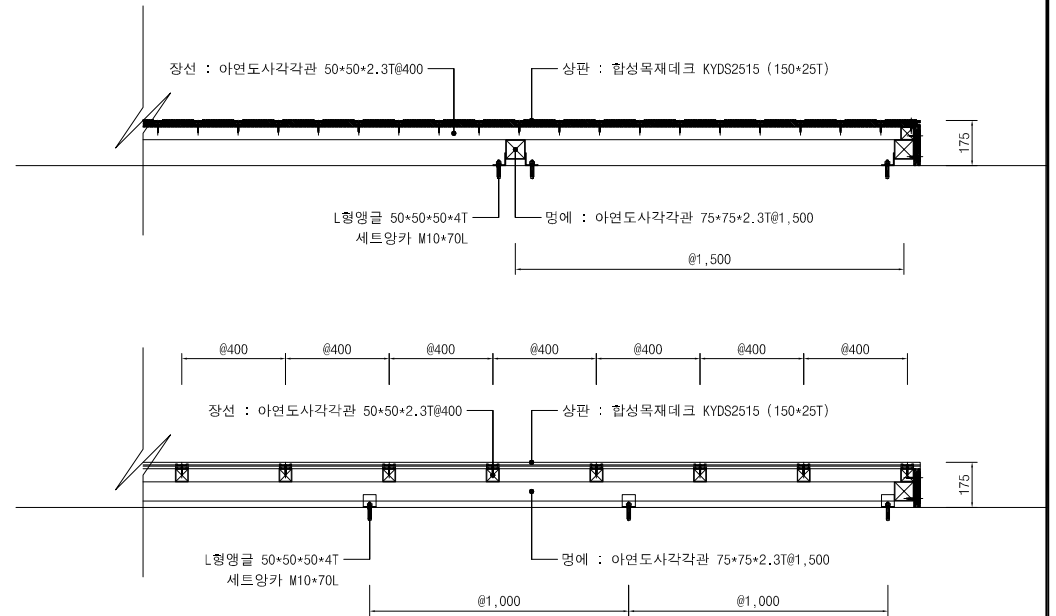 장선 : 아연도사각각관 50*50*2.3T@400
상판 : 합성목재데크 KYDS2515 (150*25T)
175
L형앵글 50*50*50*4T
세트앙카 M10*70L
멍에 : 아연도사각각관 75*75*2.3T@1,500
@1,500
@400 @400 @400 @400 @400 @400 @400
장선 : 아연도사각각관 50*50*2.3T@400
상판 : 합성목재데크 KYDS2515 (150*25T)
175
L형앵글 50*50*50*4T
세트앙카 M10*70L
멍에 : 아연도사각각관 75*75*2.3T@1,500
@1,000 @1,000